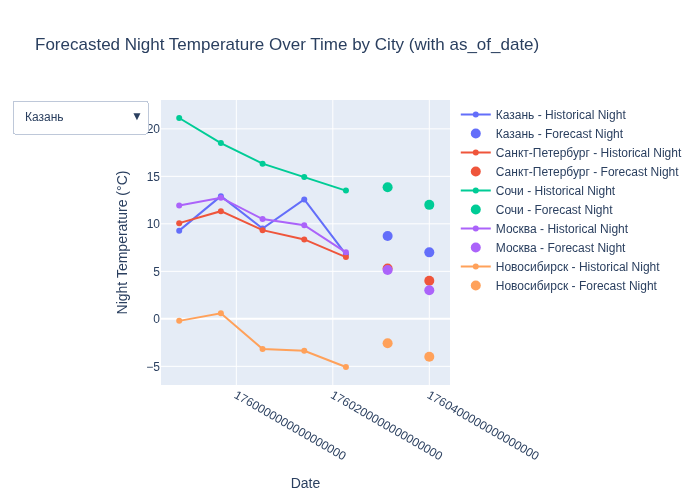 Forecasted Night Temperature Over Time by City (with as_of_date)
Казань ▼
Казань - Historical Night
Казань - Forecast Night
Санкт-Петербург - Historical Night
Санкт-Петербург - Forecast Night
Сочи - Historical Night
Сочи - Forecast Night
Москва - Historical Night
Москва - Forecast Night
Новосибирск - Historical Night
Новосибирск - Forecast Night
Night Temperature (°C)
20
15
10
5
0
−5
1760000000000000000
1760200000000000000
1760400000000000000
Date